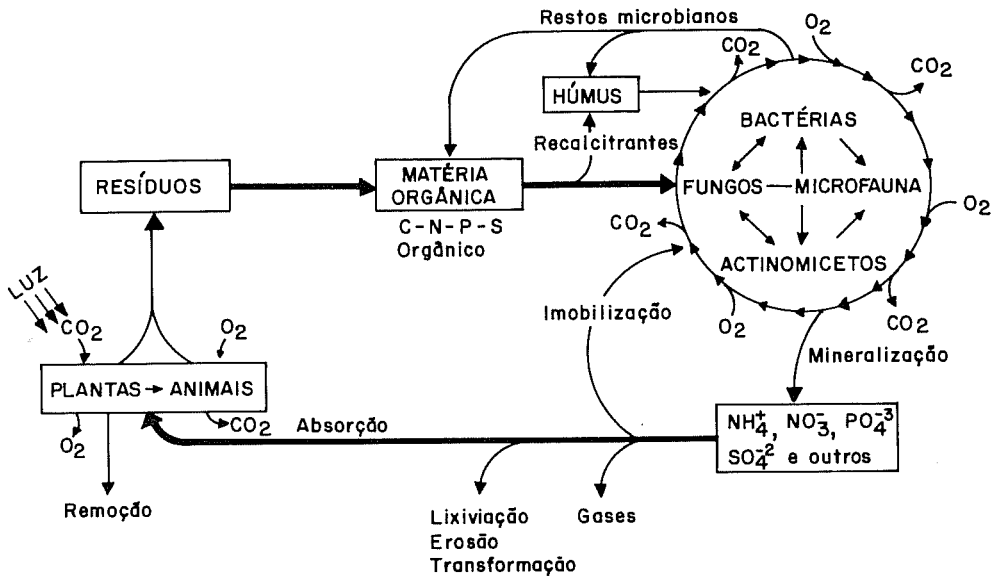 Restos microbianos
O2
CO2
CO2
HÚMUS
BACTÉRIAS
Recalcitrantes
RESÍDUOS
MATÉRIA
ORGÂNICA
FUNGOS
MICROFAUNA
C-N-P-S
Orgânico
CO2
O2
ACTINOMICETOS
LUZ
CO2
O2
Imobilização
O2
CO2
Mineralização
PLANTAS → ANIMAIS
O2
CO2
Absorção
NH4+, NO3-, PO4-3
SO4-2 e outros
Remoção
Lixiviação
Erosão
Transformação
Gases